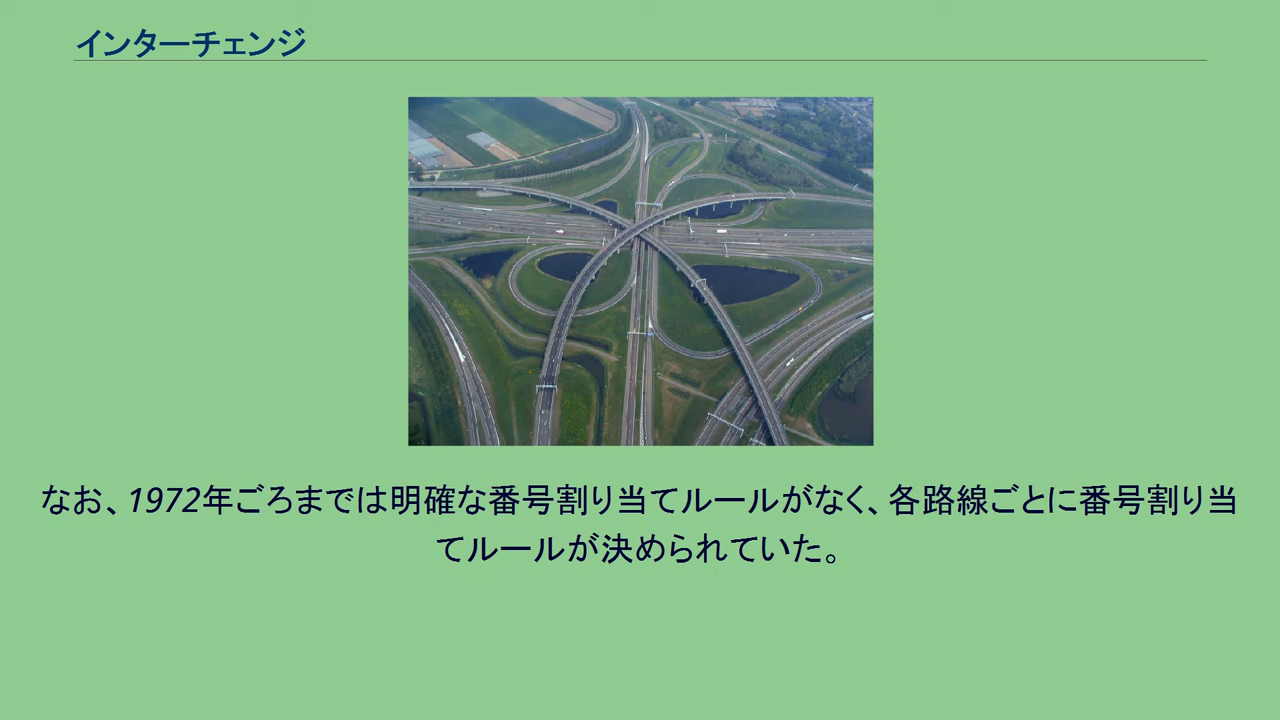 インターチェンジ
なお、1972年ごろまでは明確な番号割り当てルールがなく、各路線ごとに番号割り当
てルールが決められていた。